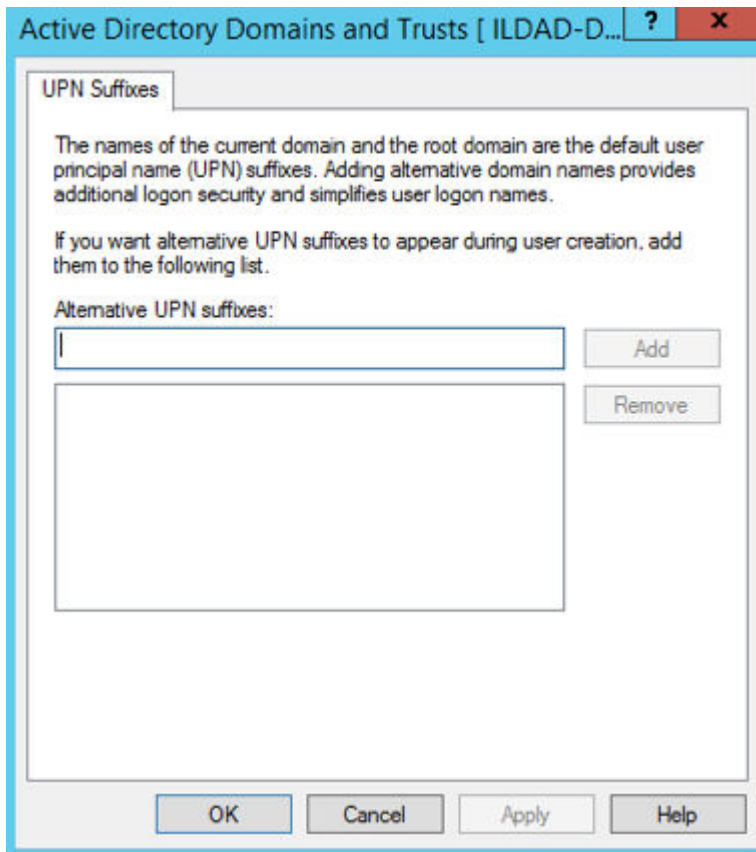 Active Directory Domains and Trusts [ ILDAD-D... ? x
UPN Suffixes
The names of the current domain and the root domain are the default user
principal name (UPN) suffixes. Adding alternative domain names provides
additional logon security and simplifies user logon names.
If you want alternative UPN suffixes to appear during user creation, add
them to the following list.
Alternative UPN suffixes:
Add
Remove
OK Cancel Apply Help